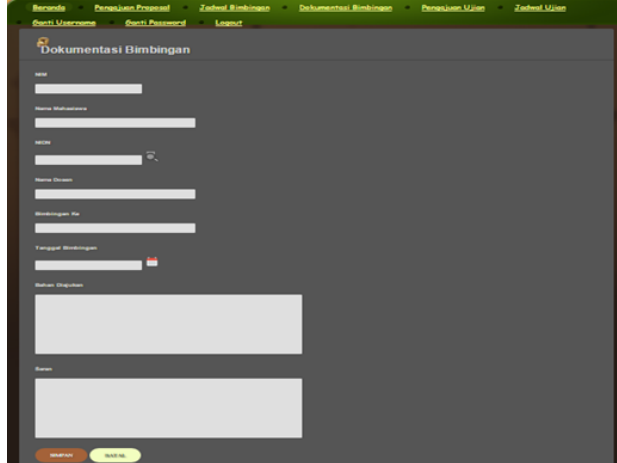 Beranda Pengajuan Proposal Jadwal Bimbingan Dokumentasi Bimbingan Pengajuan Ujian Jadwal Ujian
Ganti Username Ganti Password Logout
Dokumentasi Bimbingan
NIM
Nama Mahasiswa
NIDN
Nama Dosen
Bimbingan Ke
Tanggal Bimbingan
Bahan Diajukan
Saran
SIMPAN BATAL